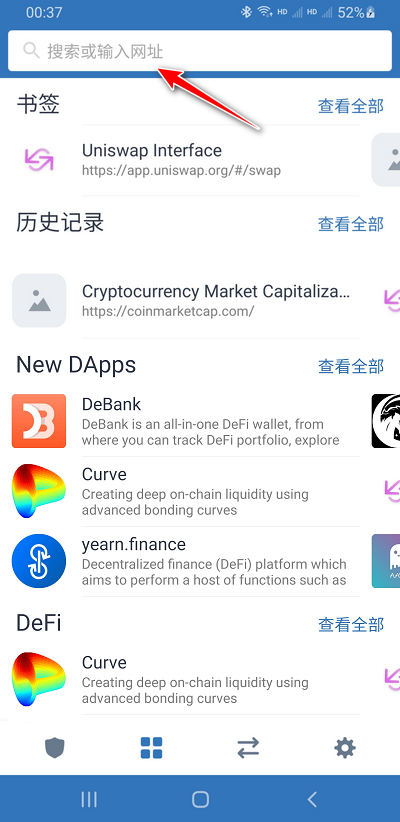 00:37
HD HD 52%
搜索或输入网址
书签
查看全部
Uniswap Interface
https://app.uniswap.org/#/swap
历史记录
查看全部
Cryptocurrency Market Capitaliza…
https://coinmarketcap.com/
New DApps
查看全部
DeBank
DeBank is an all-in-one DeFi wallet, from
where you can track DeFi portfolio, explore
Curve
Creating deep on-chain liquidity using
advanced bonding curves
yearn.finance
Decentralized finance (DeFi) platform which
aims to perform a host of functions such as
DeFi
查看全部
Curve
Creating deep on-chain liquidity using
advanced bonding curves